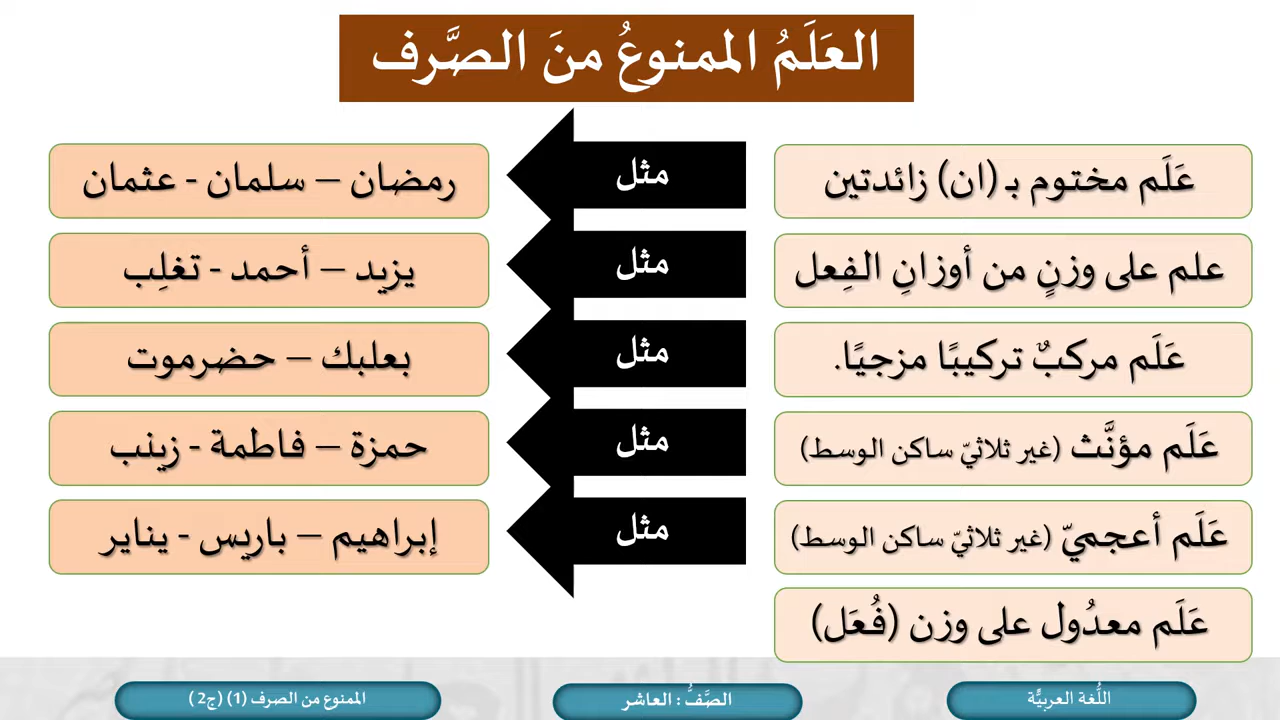 العَلَمُ الممنوعُ منَ الصَّرف
عَلَم مختوم بـ (ان) زائدتين
مثل
رمضان – سلمان - عثمان
علم على وزنٍ من أوزانِ الفِعل
مثل
يزيد – أحمد - تغلِب
عَلَم مركبٌ تركيبًا مزجيًا.
مثل
بعلبك – حضرموت
عَلَم مؤنَّث (غير ثلاثيّ ساكن الوسط)
مثل
حمزة – فاطمة - زينب
عَلَم أعجميّ (غير ثلاثيّ ساكن الوسط)
مثل
إبراهيم – باريس - يناير
عَلَم معدُول على وزن (فُعَل)
اللُّغة العربيَّة
الصَّفُّ : العاشر
الممنوع من الصرف (1) (ج2 )